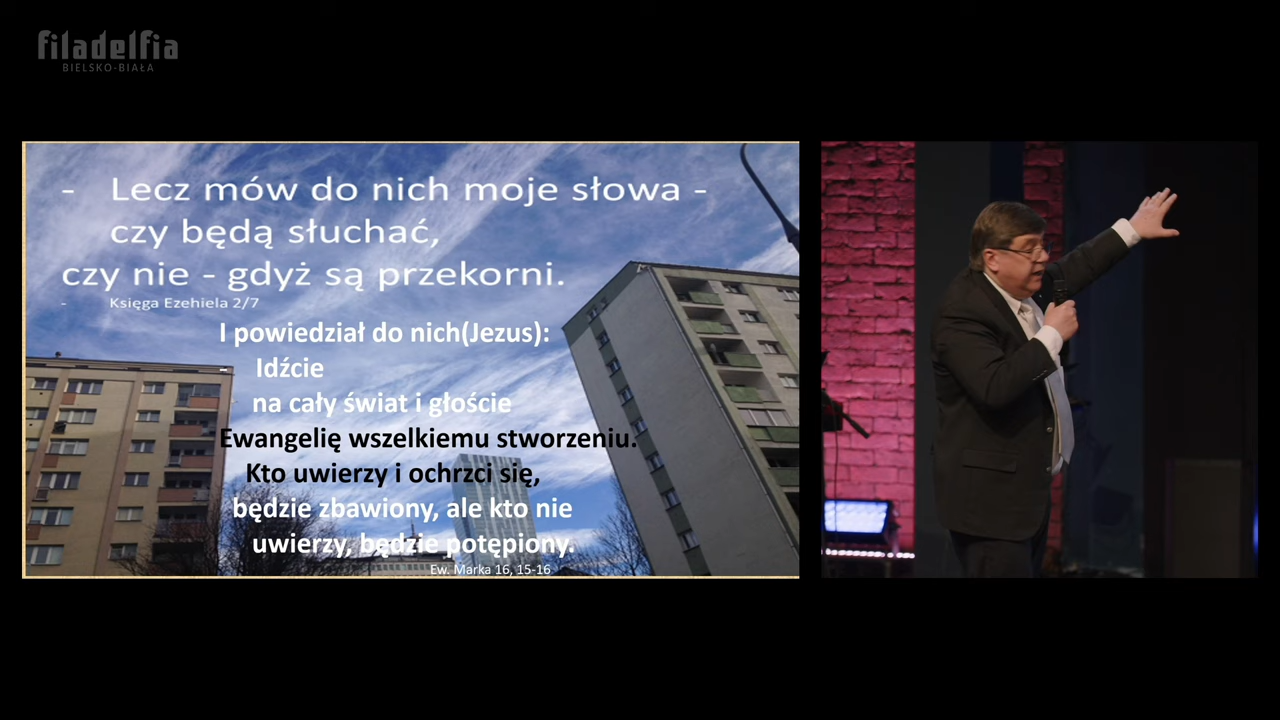 filadelfia
BIELSKO-BIAŁA
- Lecz mów do nich moje słowa -
czy będą słuchać,
czy nie - gdyż są przekorni.
- Księga Ezehiela 2/7
I powiedział do nich(Jezus):
- Idźcie
na cały świat i głoście
Ewangelię wszelkiemu stworzeniu.
Kto uwierzy i ochrzci się,
będzie zbawiony, ale kto nie
uwierzy, będzie potępiony.
Ew. Marka 16, 15-16